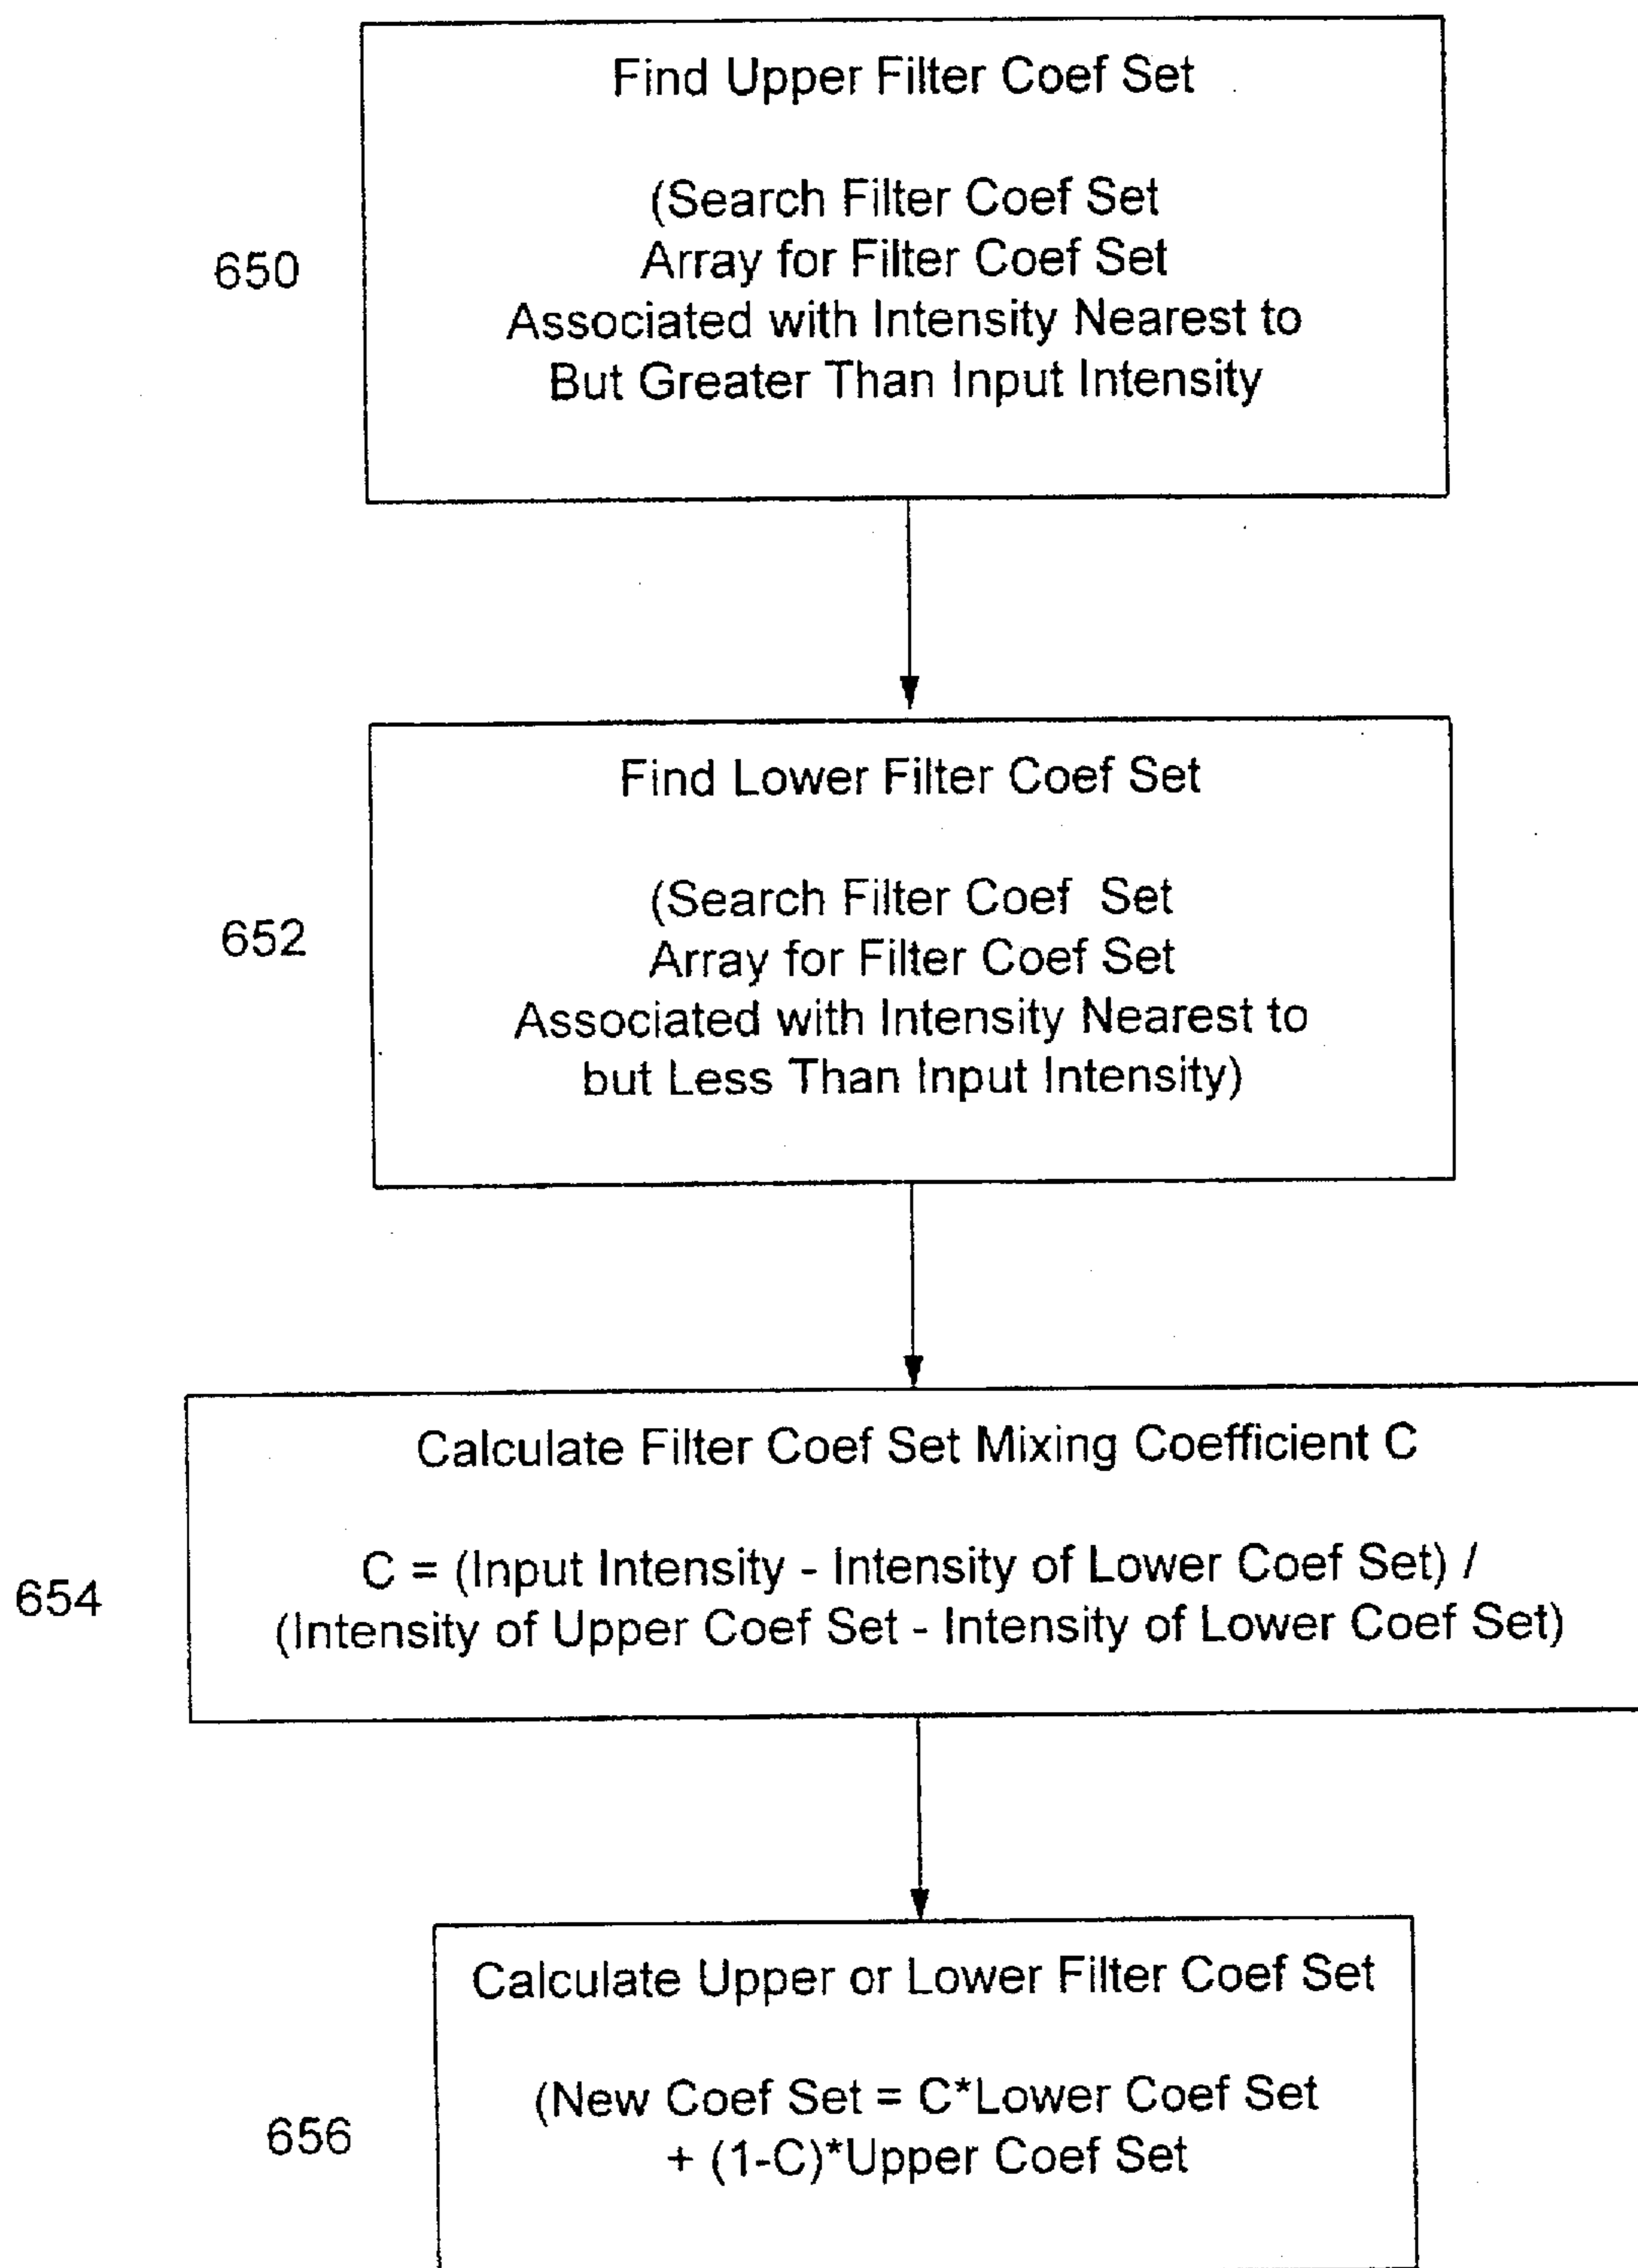 Find Upper Filter Coef Set
(Search Filter Coef Set
Array for Filter Coef Set
Associated with Intensity Nearest to
But Greater Than Input Intensity
650
Find Lower Filter Coef Set
(Search Filter Coef Set
Array for Filter Coef Set
Associated with Intensity Nearest to
but Less Than Input Intensity)
652
Calculate Filter Coef Set Mixing Coefficient C
C = (Input Intensity - Intensity of Lower Coef Set) /
(Intensity of Upper Coef Set - Intensity of Lower Coef Set)
654
Calculate Upper or Lower Filter Coef Set
(New Coef Set = C*Lower Coef Set
+ (1-C)*Upper Coef Set
656